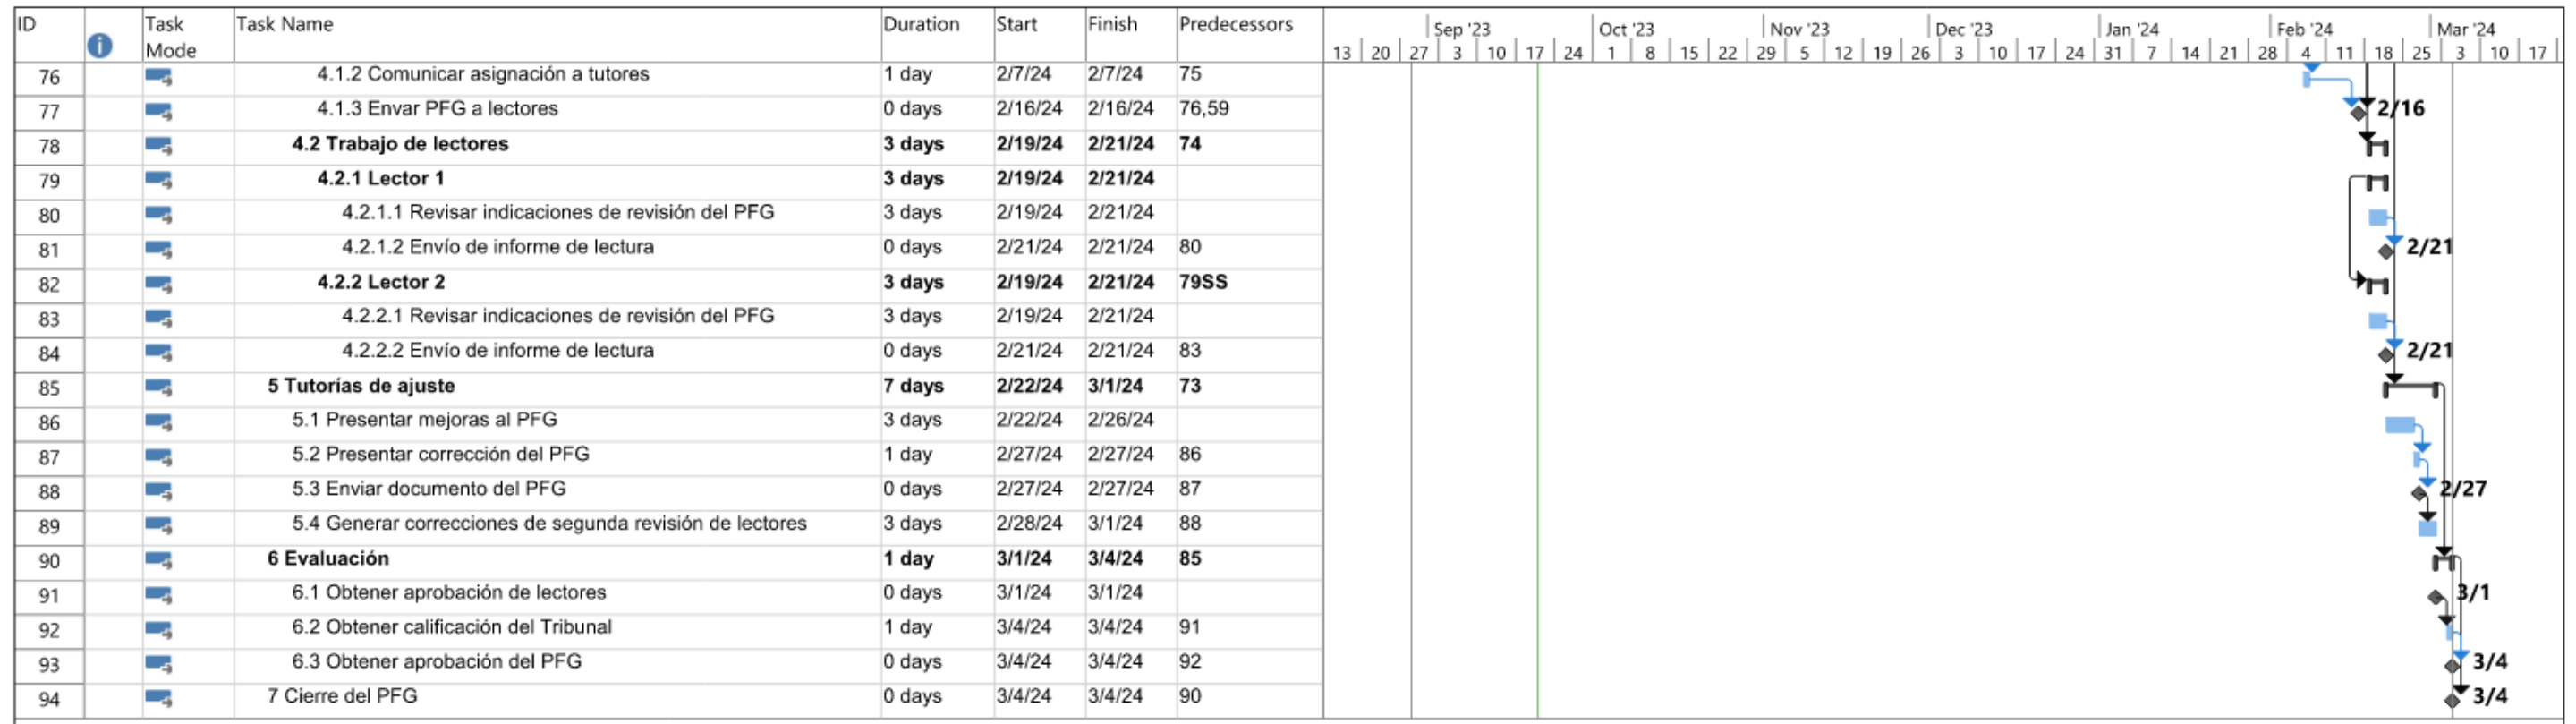 ID Task Mode Task Name Duration Start Finish Predecessors
Sep '23 Oct '23 Nov '23 Dec '23 Jan '24 Feb '24 Mar '24
13 20 27 3 10 17 24 1 8 15 22 29 5 12 19 26 3 10 17 24 31 7 14 21 28 4 11 18 25 3 10 17
76 4.1.2 Comunicar asignación a tutores 1 day 2/7/24 2/7/24 75
77 4.1.3 Envar PFG a lectores 0 days 2/16/24 2/16/24 76,59 2/16
78 4.2 Trabajo de lectores 3 days 2/19/24 2/21/24 74
79 4.2.1 Lector 1 3 days 2/19/24 2/21/24
80 4.2.1.1 Revisar indicaciones de revisión del PFG 3 days 2/19/24 2/21/24
81 4.2.1.2 Envío de informe de lectura 0 days 2/21/24 2/21/24 80 2/21
82 4.2.2 Lector 2 3 days 2/19/24 2/21/24 79SS
83 4.2.2.1 Revisar indicaciones de revisión del PFG 3 days 2/19/24 2/21/24
84 4.2.2.2 Envío de informe de lectura 0 days 2/21/24 2/21/24 83 2/21
85 5 Tutorías de ajuste 7 days 2/22/24 3/1/24 73
86 5.1 Presentar mejoras al PFG 3 days 2/22/24 2/26/24
87 5.2 Presentar corrección del PFG 1 day 2/27/24 2/27/24 86
88 5.3 Enviar documento del PFG 0 days 2/27/24 2/27/24 87 2/27
89 5.4 Generar correcciones de segunda revisión de lectores 3 days 2/28/24 3/1/24 88
90 6 Evaluación 1 day 3/1/24 3/4/24 85
91 6.1 Obtener aprobación de lectores 0 days 3/1/24 3/1/24 3/1
92 6.2 Obtener calificación del Tribunal 1 day 3/4/24 3/4/24 91
93 6.3 Obtener aprobación del PFG 0 days 3/4/24 3/4/24 92 3/4
94 7 Cierre del PFG 0 days 3/4/24 3/4/24 90 3/4